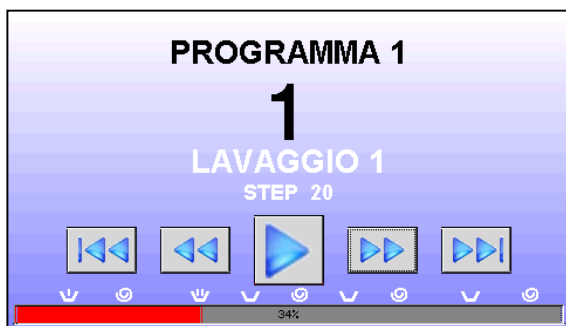 PROGRAMMA 1
1
LAVAGGIO 1
STEP 20
34%